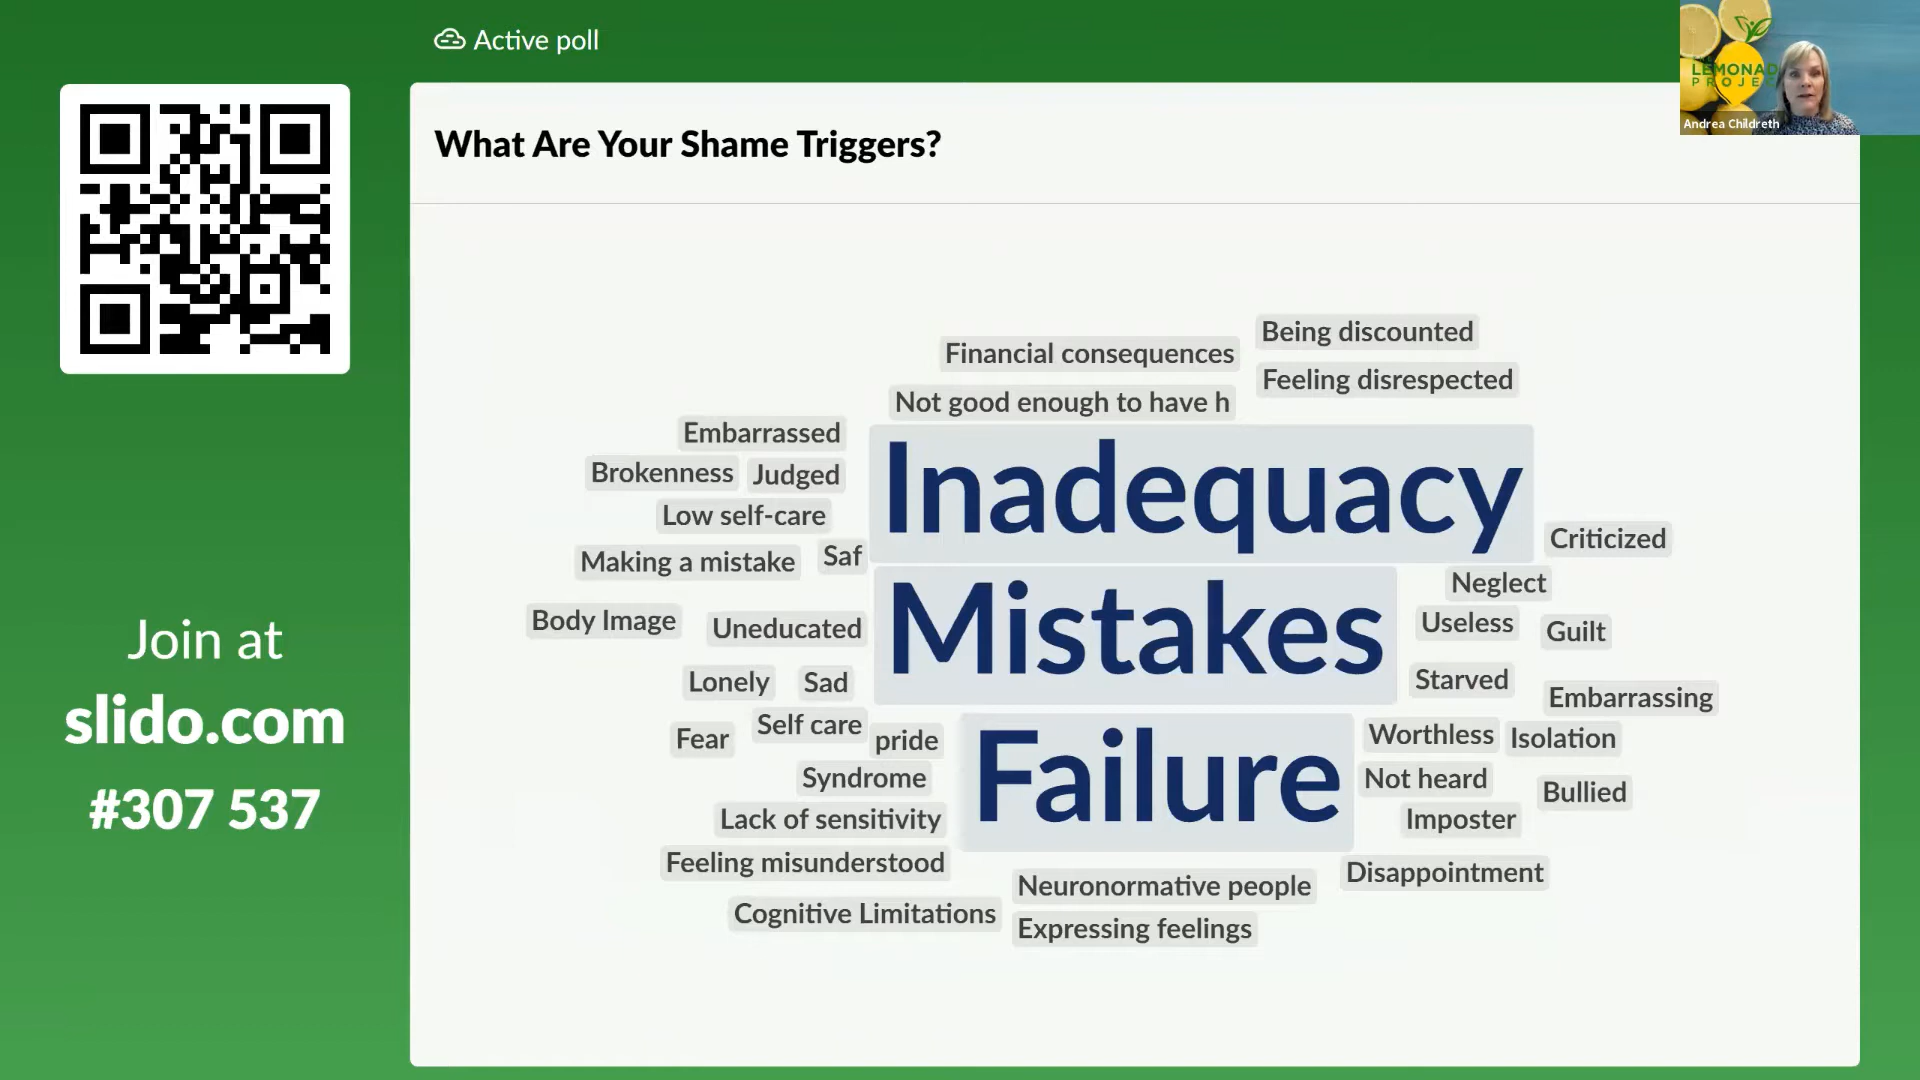 Active poll
LEMONAD
PROJEC
Andrea Childreth
What Are Your Shame Triggers?
Join at
slido.com
#307 537
Being discounted
Financial consequences
Feeling disrespected
Not good enough to have h
Embarrassed
Brokenness
Judged
Inadequacy
Low self-care
Criticized
Making a mistake
Saf
Neglect
Body Image
Uneducated
Mistakes
Useless
Guilt
Lonely
Sad
Starved
Embarrassing
Self care
Fear
pride
Failure
Worthless
Isolation
Syndrome
Not heard
Bullied
Lack of sensitivity
Imposter
Feeling misunderstood
Disappointment
Neuronormative people
Cognitive Limitations
Expressing feelings